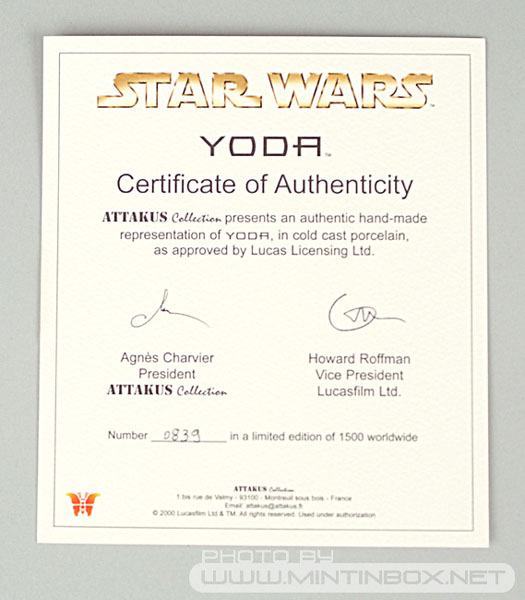 STAR WARS™
YODA™
Certificate of Authenticity
ATTAKUS Collection presents an authentic hand-made
representation of YODA, in cold cast porcelain,
as approved by Lucas Licensing Ltd.
Agnès Charvier
President
ATTAKUS Collection
Howard Roffman
Vice President
Lucasfilm Ltd.
Number 0839 in a limited edition of 1500 worldwide
ATTAKUS Collection
1 bis rue de Valmy - 93100 - Montreuil sous bois - France
Email: attakus@attakus.fr
© 2000 Lucasfilm Ltd & TM. All rights reserved. Used under authorization
PHOTO BY
WWW.MINTINBOX.NET